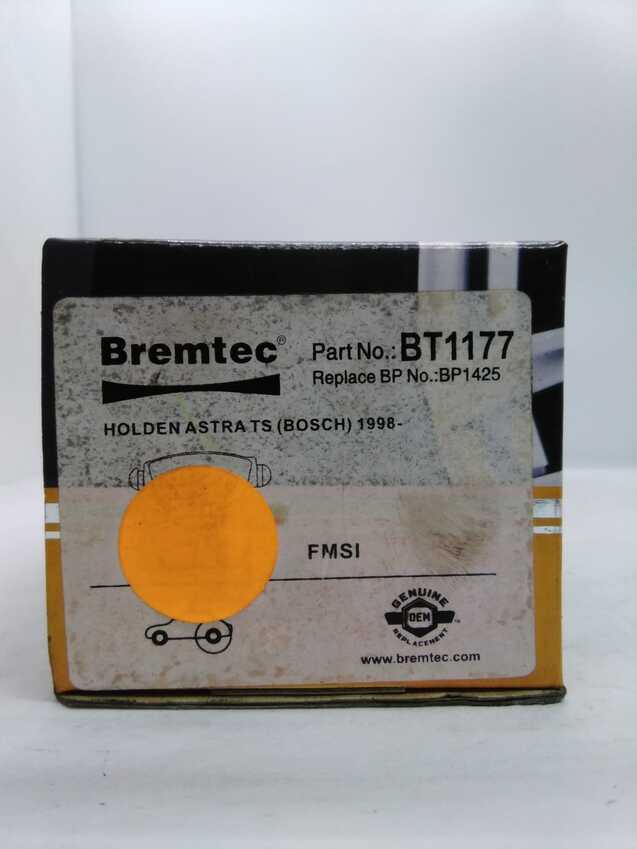 Bremtec®
Part No.: BT1177
Replace BP No.:BP1425
HOLDEN ASTRA TS (BOSCH) 1998-
FMSI
GENUINE
OEM
REPLACEMENT
™
www.bremtec.com